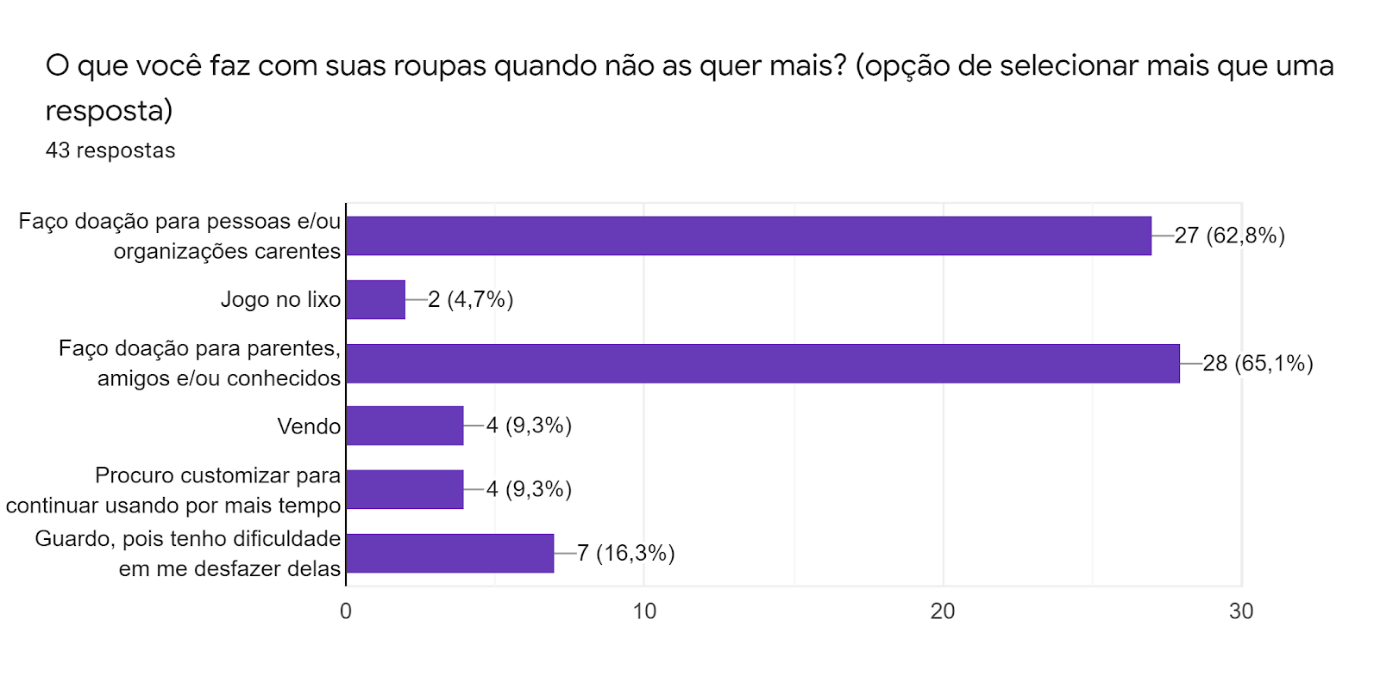 O que você faz com suas roupas quando não as quer mais? (opção de selecionar mais que uma
resposta)
43 respostas
Faço doação para pessoas e/ou
organizações carentes
27 (62,8%)
Jogo no lixo
2 (4,7%)
Faço doação para parentes,
amigos e/ou conhecidos
28 (65,1%)
Vendo
4 (9,3%)
Procuro customizar para
continuar usando por mais tempo
4 (9,3%)
Guardo, pois tenho dificuldade
em me desfazer delas
7 (16,3%)
0
10
20
30